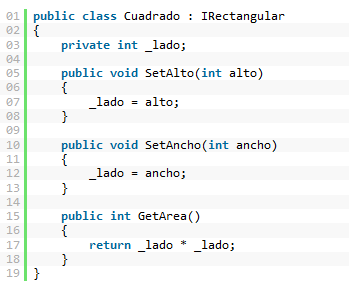 01 public class Cuadrado : IRectangular
02 {
03     private int _lado;
04
05     public void SetAlto(int alto)
06     {
07         _lado = alto;
08     }
09
10     public void SetAncho(int ancho)
11     {
12         _lado = ancho;
13     }
14
15     public int GetArea()
16     {
17         return _lado * _lado;
18     }
19 }